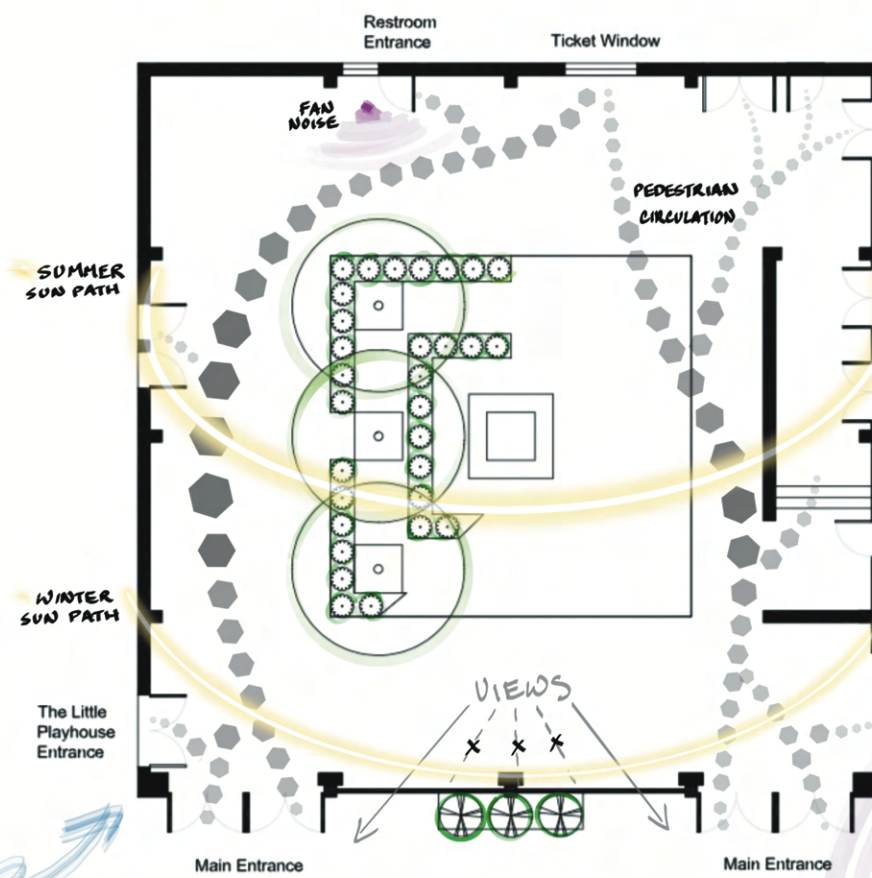 Restroom
Entrance
Ticket Window
FAN
NOISE
PEDESTRIAN
CIRCULATION
SUMMER
SUN PATH
WINTER
SUN PATH
VIEWS
The Little
Playhouse
Entrance
Main Entrance
Main Entrance